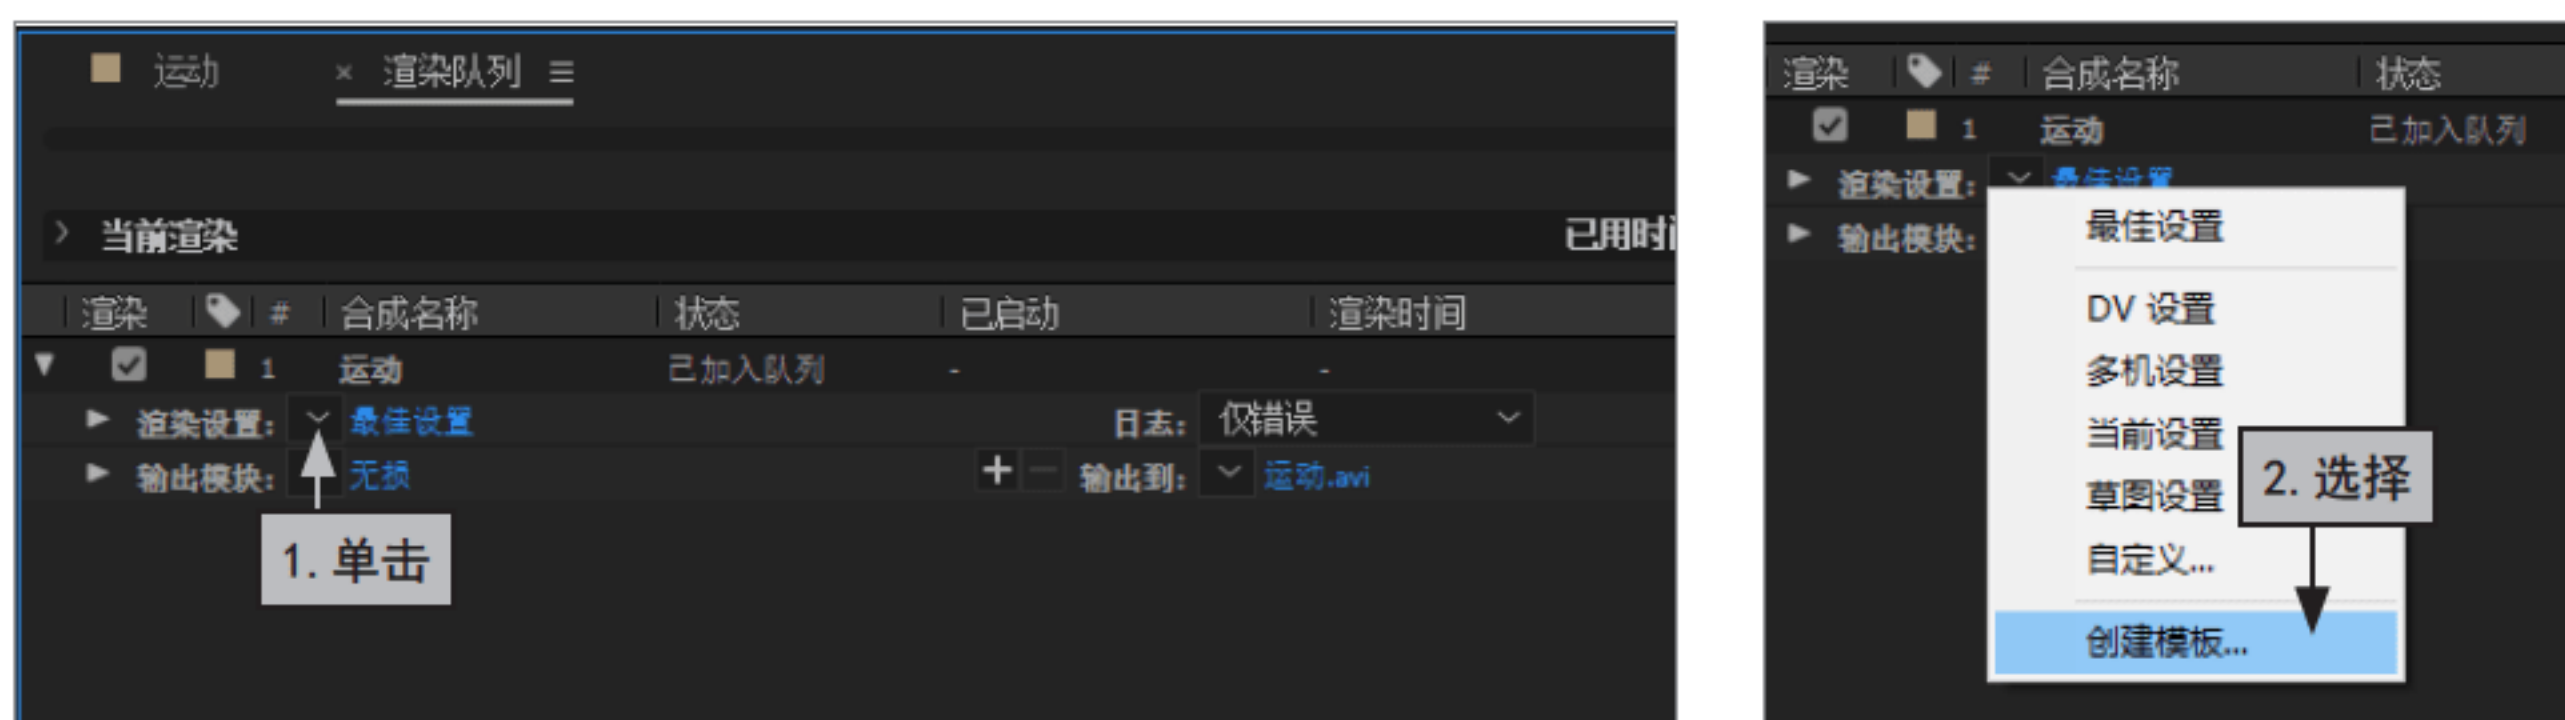 运动 × 渲染队列
当前渲染 已用时
渲染 # 合成名称 状态 已启动 渲染时间
1 运动 己加入队列 - -
渲染设置: 最佳设置 日志: 仅错误
输出模块: 无损 + 输出到: 运动.avi
1. 单击
渲染 # 合成名称 状态
1 运动 己加入队列
渲染设置: 最佳设置
输出模块:
最佳设置
DV 设置
多机设置
当前设置
草图设置
自定义...
创建模板...
2. 选择